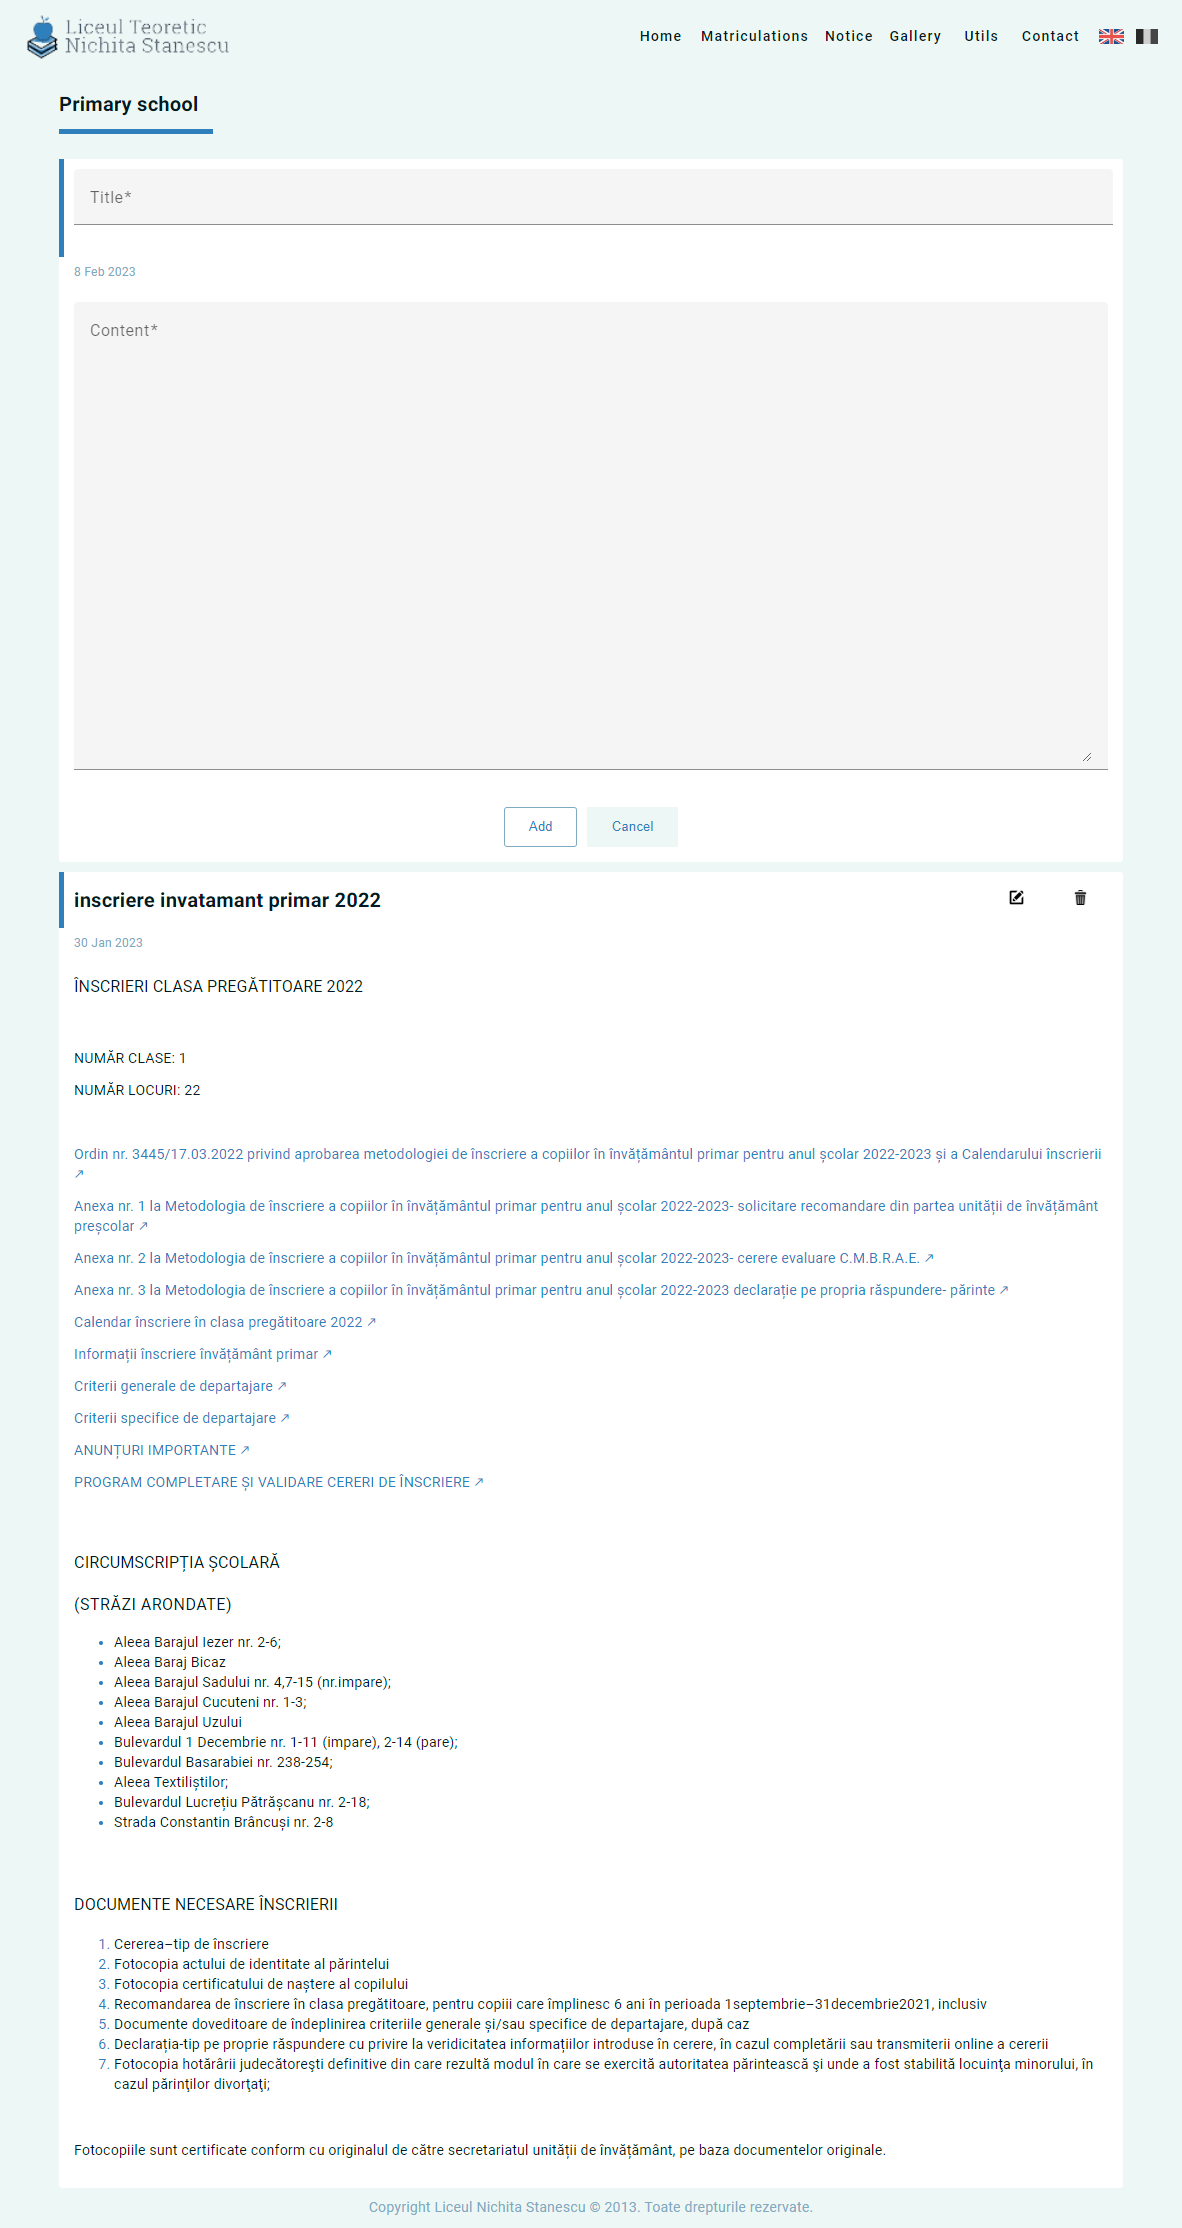 Liceul Teoretic
Nichita Stanescu
Home Matriculations Notice Gallery Utils Contact
Primary school
Title*
8 Feb 2023
Content*
Add Cancel
inscriere invatamant primar 2022
30 Jan 2023
ÎNSCRIERI CLASA PREGĂTITOARE 2022
NUMĂR CLASE: 1
NUMĂR LOCURI: 22
Ordin nr. 3445/17.03.2022 privind aprobarea metodologiei de înscriere a copiilor în învățământul primar pentru anul școlar 2022-2023 și a Calendarului înscrierii
↗
Anexa nr. 1 la Metodologia de înscriere a copiilor în învățământul primar pentru anul școlar 2022-2023- solicitare recomandare din partea unității de învățământ
preșcolar ↗
Anexa nr. 2 la Metodologia de înscriere a copiilor în învățământul primar pentru anul școlar 2022-2023- cerere evaluare C.M.B.R.A.E. ↗
Anexa nr. 3 la Metodologia de înscriere a copiilor în învățământul primar pentru anul școlar 2022-2023 declarație pe propria răspundere- părinte ↗
Calendar înscriere în clasa pregătitoare 2022 ↗
Informații înscriere învățământ primar ↗
Criterii generale de departajare ↗
Criterii specifice de departajare ↗
ANUNȚURI IMPORTANTE ↗
PROGRAM COMPLETARE ȘI VALIDARE CERERI DE ÎNSCRIERE ↗
CIRCUMSCRIPȚIA ȘCOLARĂ
(STRĂZI ARONDATE)
• Aleea Barajul Iezer nr. 2-6;
• Aleea Baraj Bicaz
• Aleea Barajul Sadului nr. 4,7-15 (nr.impare);
• Aleea Barajul Cucuteni nr. 1-3;
• Aleea Barajul Uzului
• Bulevardul 1 Decembrie nr. 1-11 (impare), 2-14 (pare);
• Bulevardul Basarabiei nr. 238-254;
• Aleea Textiliștilor;
• Bulevardul Lucrețiu Pătrășcanu nr. 2-18;
• Strada Constantin Brâncuși nr. 2-8
DOCUMENTE NECESARE ÎNSCRIERII
1. Cererea–tip de înscriere
2. Fotocopia actului de identitate al părintelui
3. Fotocopia certificatului de naștere al copilului
4. Recomandarea de înscriere în clasa pregătitoare, pentru copiii care împlinesc 6 ani în perioada 1septembrie–31decembrie2021, inclusiv
5. Documente doveditoare de îndeplinirea criteriile generale și/sau specifice de departajare, după caz
6. Declarația-tip pe proprie răspundere cu privire la veridicitatea informațiilor introduse în cerere, în cazul completării sau transmiterii online a cererii
7. Fotocopia hotărârii judecătoreşti definitive din care rezultă modul în care se exercită autoritatea părintească şi unde a fost stabilită locuinţa minorului, în
cazul părinţilor divorţaţi;
Fotocopiile sunt certificate conform cu originalul de către secretariatul unității de învățământ, pe baza documentelor originale.
Copyright Liceul Nichita Stanescu © 2013. Toate drepturile rezervate.